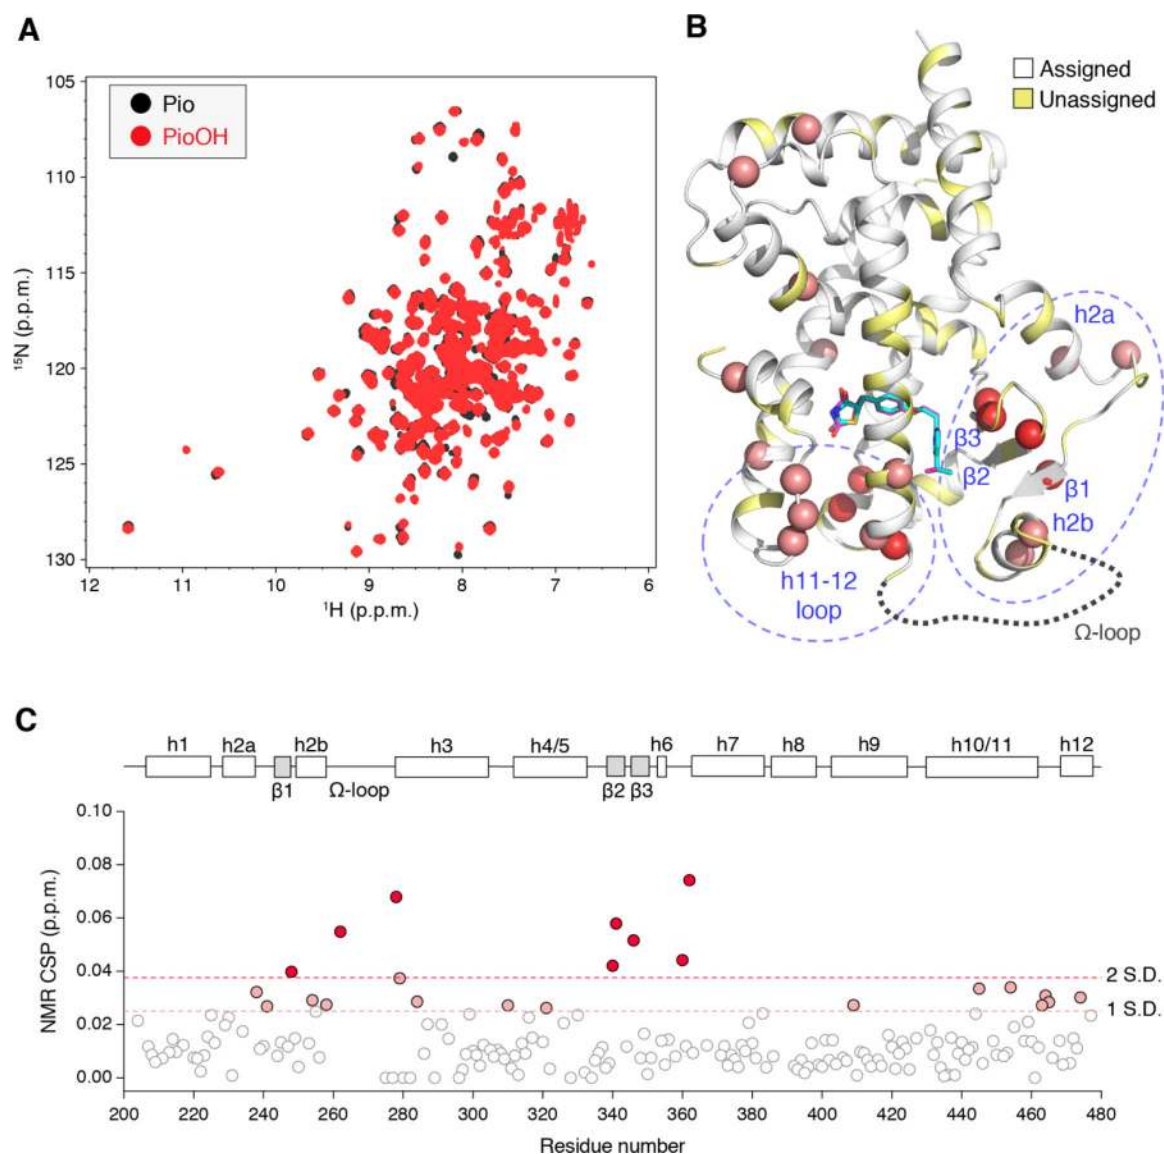 A
Pio
PioOH
105
110
115
120
125
130
¹⁵N (p.p.m.)
12 11 10 9 8 7 6
¹H (p.p.m.)
B
Assigned
Unassigned
h2a
β3
β2
β1
h2b
h11-12
loop
Ω-loop
C
h1 h2a h2b h3 h4/5 h6 h7 h8 h9 h10/11 h12
β1 Ω-loop β2 β3
0.10
0.08
0.06
0.04
0.02
0.00
NMR CSP (p.p.m.)
2 S.D.
1 S.D.
200 220 240 260 280 300 320 340 360 380 400 420 440 460 480
Residue number